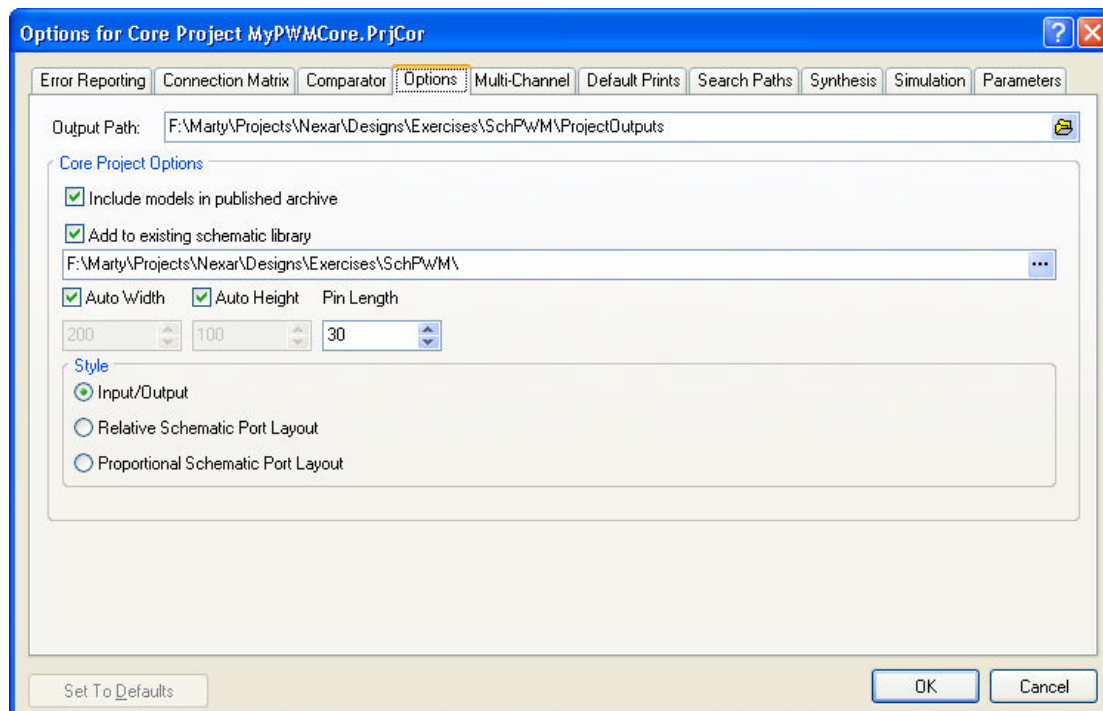 Options for Core Project MyPWMCore.PrjCor
Error Reporting Connection Matrix Comparator Options Multi-Channel Default Prints Search Paths Synthesis Simulation Parameters
Output Path: F:\Marty\Projects\Nexar\Designs\Exercises\SchPWM\ProjectOutputs
Core Project Options
Include models in published archive
Add to existing schematic library
F:\Marty\Projects\Nexar\Designs\Exercises\SchPWM\
Auto Width Auto Height Pin Length
200 100 30
Style
Input/Output
Relative Schematic Port Layout
Proportional Schematic Port Layout
Set To Defaults OK Cancel